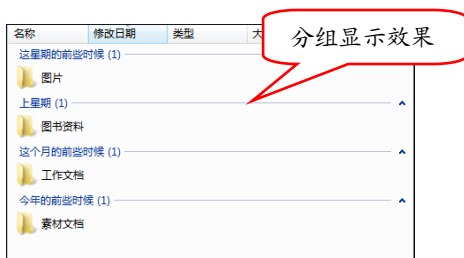 名称 修改日期 类型 大
分组显示效果
这星期的前些时候 (1)
图片
上星期 (1)
图书资料
这个月的前些时候 (1)
工作文档
今年的前些时候 (1)
素材文档